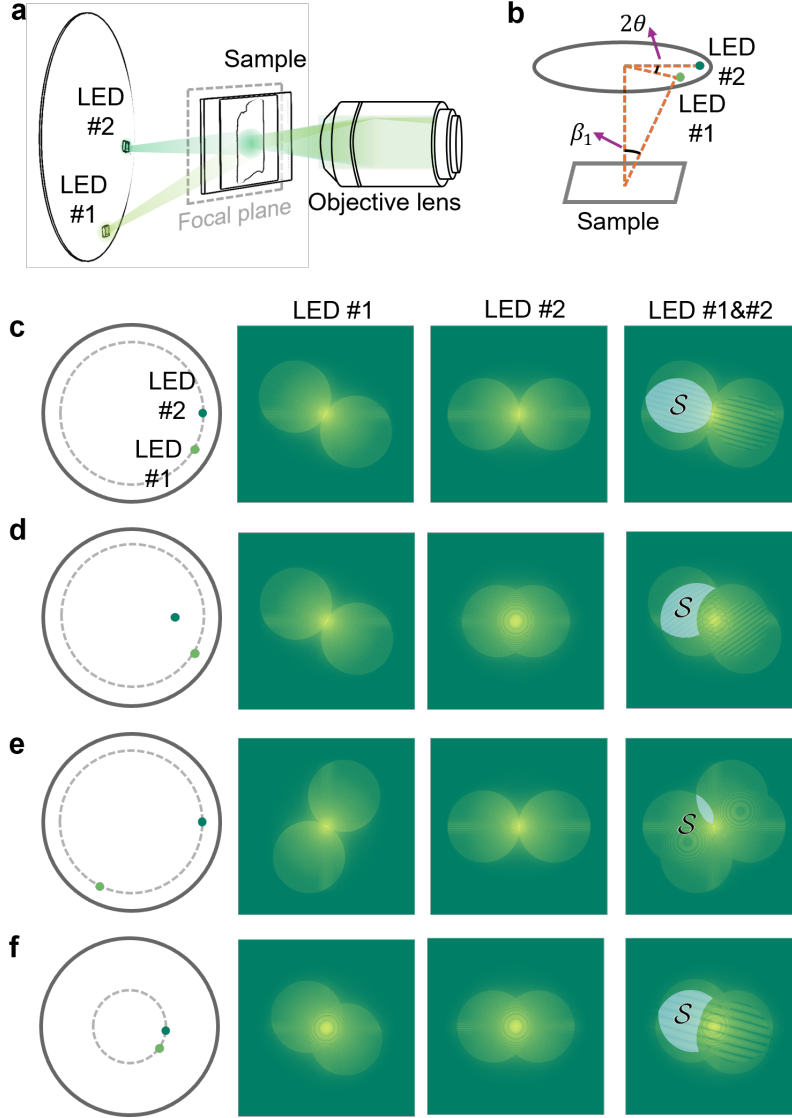 a
Sample
LED
#2
LED
#1
Focal plane
Objective lens
b
2θ
LED
#2
LED
#1
β₁
Sample
LED #1
LED #2
LED #1&#2
c
LED
#2
LED
#1
𝒮
d
𝒮
e
𝒮
f
𝒮